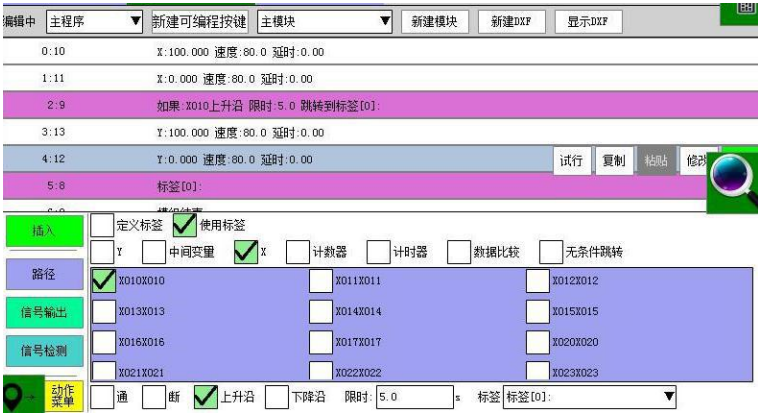 编辑中 主程序 新建可编程按键 主模块 新建模块 新建DXF 显示DXF
0:10 X:100.000 速度:80.0 延时:0.00
1:11 X:0.000 速度:80.0 延时:0.00
2:9 如果:X010上升沿 限时:5.0 跳转到标签[0]:
3:13 Y:100.000 速度:80.0 延时:0.00
4:12 Y:0.000 速度:80.0 延时:0.00 试行 复制 粘贴 修改
5:8 标签[0]:
插入 定义标签 使用标签
Y 中间变量 X 计数器 计时器 数据比较 无条件跳转
路径 X010X010 X011X011 X012X012
信号输出 X013X013 X014X014 X015X015
信号检测 X016X016 X017X017 X020X020
X021X021 X022X022 X023X023
动作菜单 通 断 上升沿 下降沿 限时: 5.0 s 标签 标签[0]: